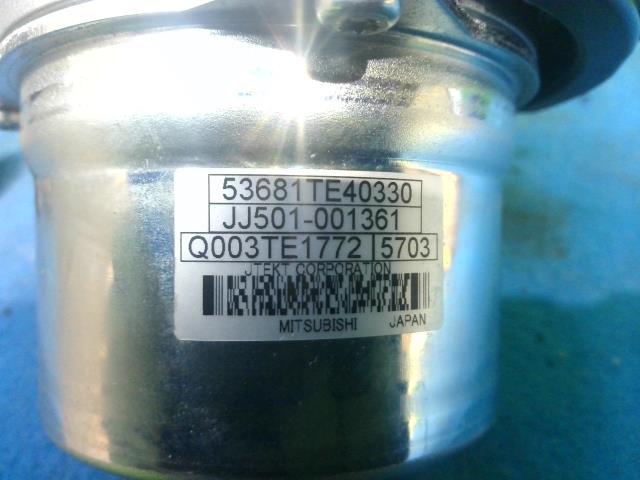 53681TE40330
JJ501-001361
Q003TE1772 5703
JTEKT CORPORATION
MITSUBISHI JAPAN